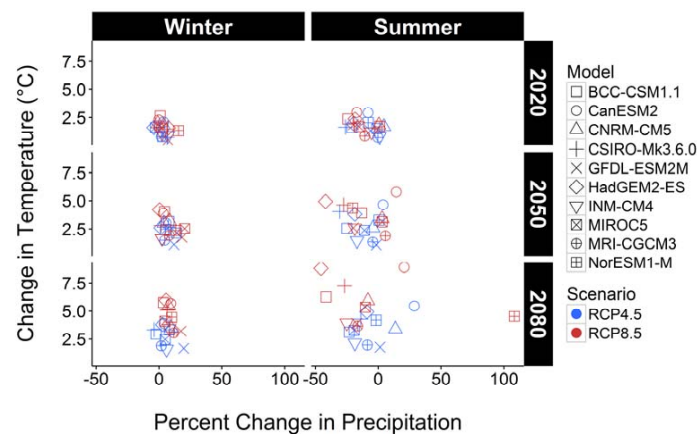 Winter
Summer
Change in Temperature (°C)
7.5
5.0
2.5
2020
7.5
5.0
2.5
2050
7.5
5.0
2.5
2080
-50 0 50 100
-50 0 50 100
Percent Change in Precipitation
Model
BCC-CSM1.1
CanESM2
CNRM-CM5
CSIRO-Mk3.6.0
GFDL-ESM2M
HadGEM2-ES
INM-CM4
MIROC5
MRI-CGCM3
NorESM1-M
Scenario
RCP4.5
RCP8.5